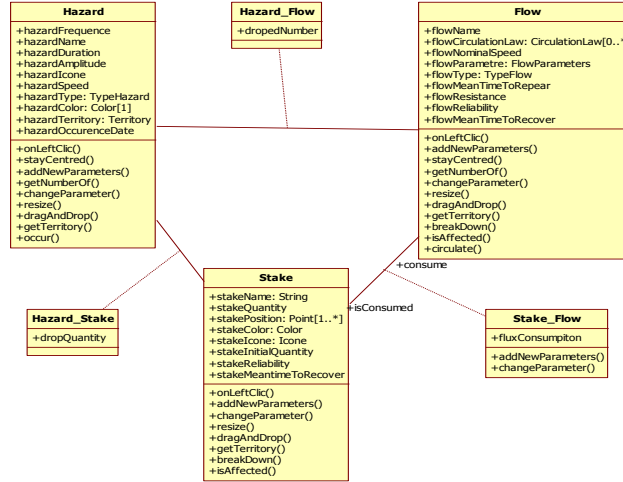 Hazard
+hazardFrequence
+hazardName
+hazardDuration
+hazardAmplitude
+hazardIcone
+hazardSpeed
+hazardType: TypeHazard
+hazardColor: Color[1]
+hazardTerritory: Territory
+hazardOccurenceDate
+onLeftClic()
+stayCentred()
+addNewParameters()
+getNumberOf()
+changeParameter()
+resize()
+dragAndDrop()
+getTerritory()
+occur()
Hazard_Flow
+dropedNumber
Flow
+flowName
+flowCirculationLaw: CirculationLaw[0..*
+flowNominalSpeed
+flowParametre: FlowParameters
+flowType: TypeFlow
+flowMeanTimeToRepear
+flowResistance
+flowReliability
+flowMeanTimeToRecover
+onLeftClic()
+addNewParameters()
+stayCentred()
+getNumberOf()
+changeParameter()
+resize()
+dragAndDrop()
+getTerritory()
+breakDown()
+isAffected()
+circulate()
+consume
+isConsumed
Hazard_Stake
+dropQuantity
Stake
+stakeName: String
+stakeQuantity
+stakePosition: Point[1..*]
+stakeColor: Color
+stakeIcone: Icone
+stakeInitialQuantity
+stakeReliability
+stakeMeantimeToRecover
+onLeftClic()
+addNewParameters()
+changeParameter()
+resize()
+dragAndDrop()
+getTerritory()
+breakDown()
+isAffected()
Stake_Flow
+fluxConsumpiton
+addNewParameters()
+changeParameter()